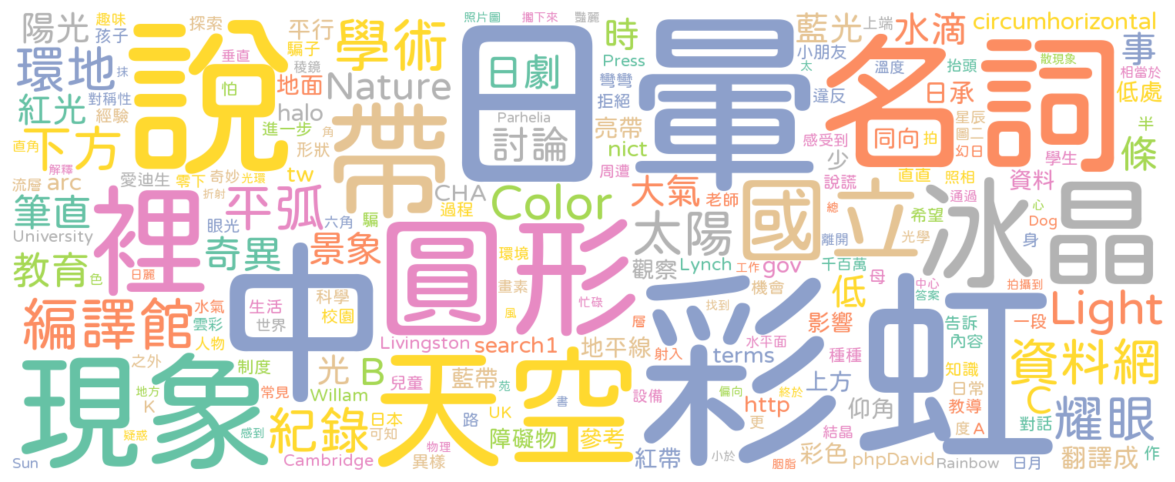 陽光 趣味 孩子 探索 垂直 騙子 平行 稜鏡 學術 照片圖 擱下來 豔麗 日暈 時 藍光 上端 水滴 circumhorizontal
環地 說 怕 地面 Nature 日劇 Press 小朋友 太 溫度 抬頭 散現象 事
紅光 抹 halo Parhelia 彎彎 拒絕 違反 名詞 日承 相當於 低處
對稱性 經驗 進一步 角 帶 討論 亮帶 感受到 同向 拍 星辰 圖二 幻日 半
下方 形狀 nict 少 學生 條
直角 解釋 tw 周遭 直直 照相
流層 arc 愛迪生 零下 奇妙 光環 折射 CHA 大氣 老師 說謊 通過 資料
筆直 裡 平弧 六角 騙 過程 Color 國立 總 希望 心 冰晶
University 眼光 圓形 太陽 離開 光學 Dog 身
教育 色 日麗 奇異 景象 環境 觀察 Lynch 工作 gov 千百萬 母 中心 答案 拍攝到
編譯館 水氣 生活 中 科學 畫素 忙碌 機會 低 Light
雲彩 人物 世界 校園 風 層 找到 影響 告訴 一段
現象 之外 制度 Livingston search1 地平線 射入 水平面 彩虹 內容
地方 常見 光 B 兒童 藍帶 苑 天空 terms 種種 知識 資料網
K Willam 設備 偏向 終於 上方 日常 C
疑惑 紀錄 日本 路 UK 書 http 仰角 教導 對話 耀眼
感到 可知 物理 障礙物 參考 更 結晶 度 A
Sun Cambridge 異樣 紅帶 小於 胭脂 彩色 phpDavid Rainbow 日月 翻譯成 作